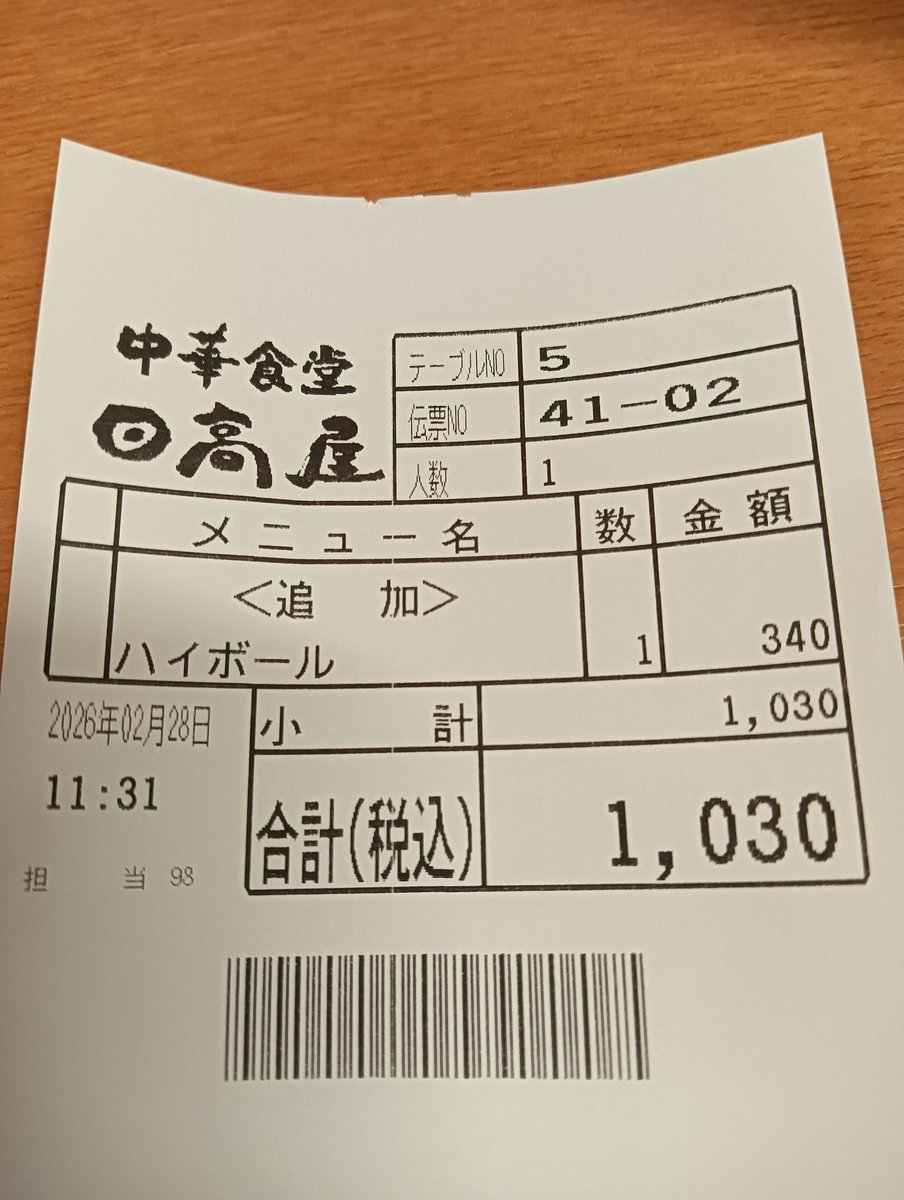 中華食堂
日高屋
テーブルNO 5
伝票NO 41-02
人数 1
メニュー名 数 金額
<追 加>
ハイボール 1 340
小 計 1,030
2026年02月28日
11:31
合計(税込) 1,030
担 当 98